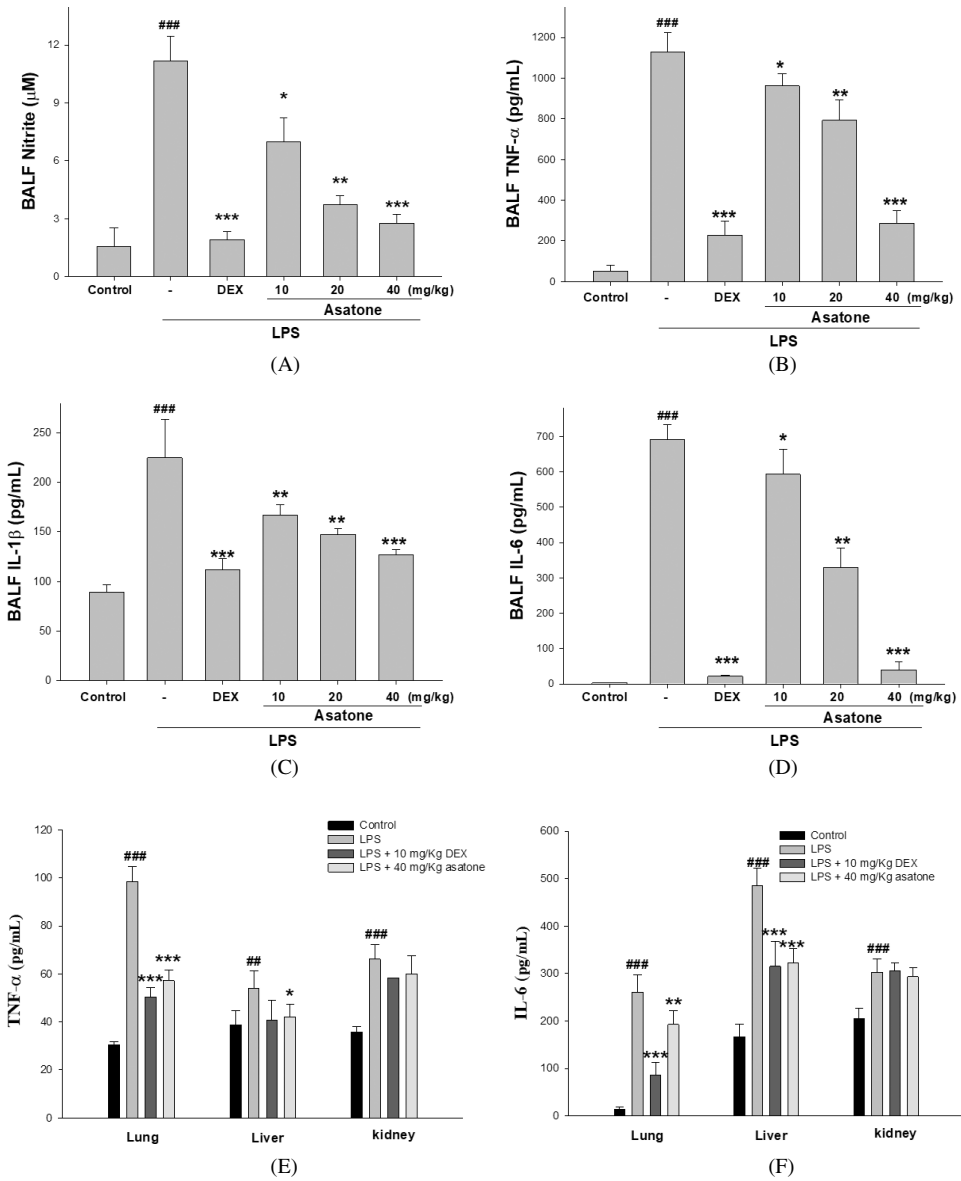 (A)
BALF Nitrite (μM)
12
9
6
3
0
###
***
*
**
***
Control - DEX 10 20 40 (mg/kg)
Asatone
LPS
(B)
BALF TNF-α (pg/mL)
1200
1000
800
600
400
200
0
###
***
*
**
***
Control - DEX 10 20 40 (mg/kg)
Asatone
LPS
(C)
BALF IL-1β (pg/mL)
250
200
150
100
50
0
###
***
**
**
***
Control - DEX 10 20 40 (mg/kg)
Asatone
LPS
(D)
BALF IL-6 (pg/mL)
700
600
500
400
300
200
100
0
###
***
*
**
***
Control - DEX 10 20 40 (mg/kg)
Asatone
LPS
(E)
TNF-α (pg/mL)
120
100
80
60
40
20
0
Control
LPS
LPS + 10 mg/Kg DEX
LPS + 40 mg/Kg asatone
###
***
***
##
*
###
Lung Liver kidney
(F)
IL-6 (pg/mL)
600
500
400
300
200
100
0
Control
LPS
LPS + 10 mg/Kg DEX
LPS + 40 mg/Kg asatone
###
***
**
###
***
***
###
Lung Liver kidney